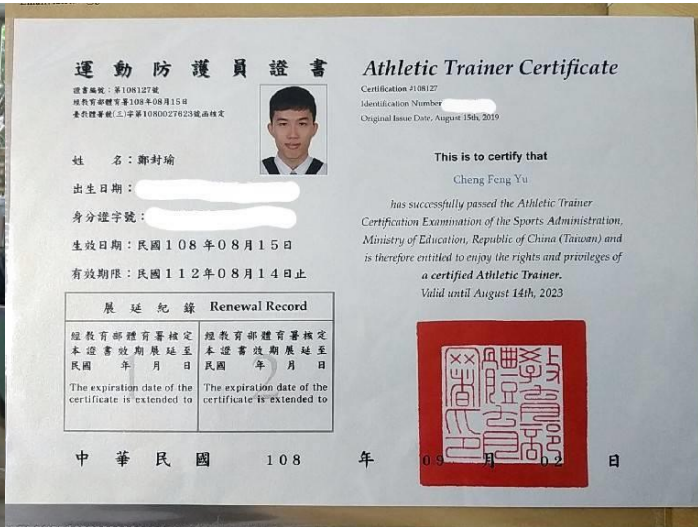 運動防護員證書
證書編號：第108127號
經教育部體育署108年08月15日
臺教體署競(三)字第1080027623號函核定
姓 名：鄭封瑜
出生日期：
身分證字號：
生效日期：民國108年08月15日
有效期限：民國112年08月14日止
展延紀錄 Renewal Record
經教育部體育署核定
本證書效期展延至
民國 年 月 日
The expiration date of the
certificate is extended to
1
經教育部體育署核定
本證書效期展延至
民國 年 月 日
The expiration date of the
certificate is extended to
2
Athletic Trainer Certificate
Certification #108127
Identification Number
Original Issue Date, August 15th, 2019
This is to certify that
Cheng Feng Yu
has successfully passed the Athletic Trainer
Certification Examination of the Sports Administration,
Ministry of Education, Republic of China (Taiwan) and
is therefore entitled to enjoy the rights and privileges of
a certified Athletic Trainer.
Valid until August 14th, 2023
教育部
體育
署印
中華民國 108 年 09 月 02 日